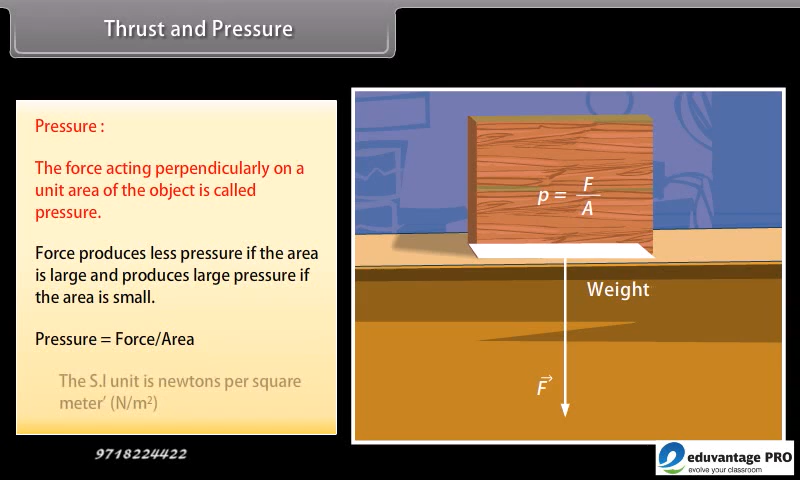 Thrust and Pressure
Pressure :
The force acting perpendicularly on a
unit area of the object is called
pressure.
Force produces less pressure if the area
is large and produces large pressure if
the area is small.
Pressure = Force/Area
The S.I unit is newtons per square
meter' (N/m²)
p = F/A
Weight
F⃗
9718224422
eduvantage PRO
evolve your classroom